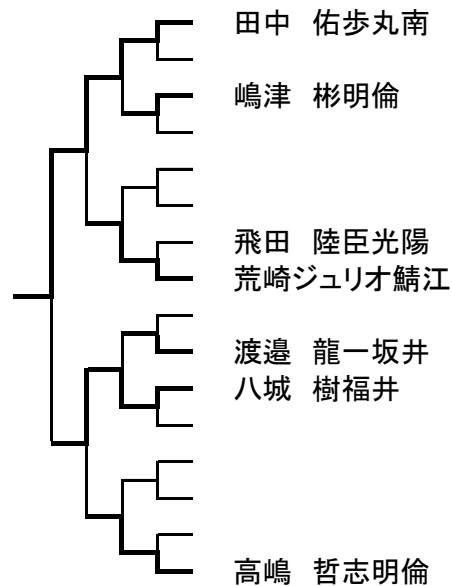 田中　佑歩丸南
嶋津　彬明倫
飛田　陸臣光陽
荒崎ジュリオ鯖江
渡邉　龍一坂井
八城　樹福井
高嶋　哲志明倫